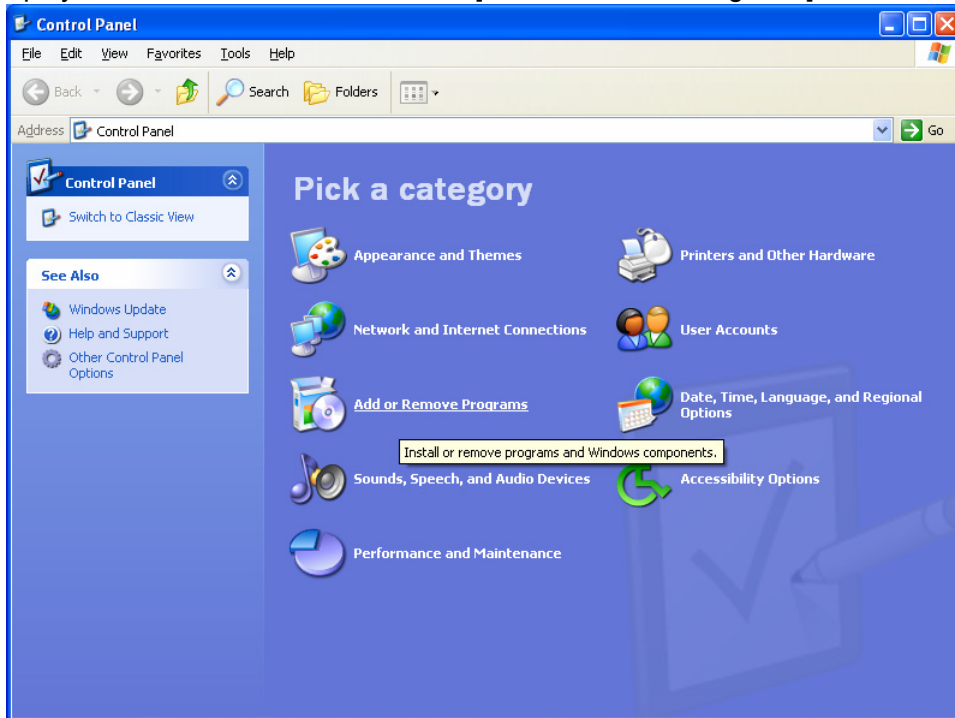 Control Panel
File Edit View Favorites Tools Help
Back Search Folders
Address Control Panel Go
Control Panel
Switch to Classic View
See Also
Windows Update
Help and Support
Other Control Panel
Options
Pick a category
Appearance and Themes
Printers and Other Hardware
Network and Internet Connections
User Accounts
Add or Remove Programs
Date, Time, Language, and Regional
Options
Install or remove programs and Windows components.
Sounds, Speech, and Audio Devices
Accessibility Options
Performance and Maintenance